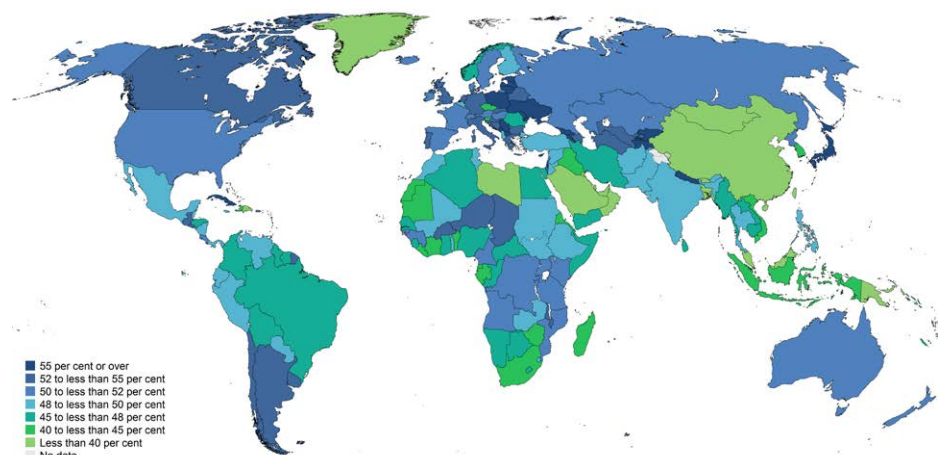 55 per cent or over
52 to less than 55 per cent
50 to less than 52 per cent
48 to less than 50 per cent
45 to less than 48 per cent
40 to less than 45 per cent
Less than 40 per cent
No data